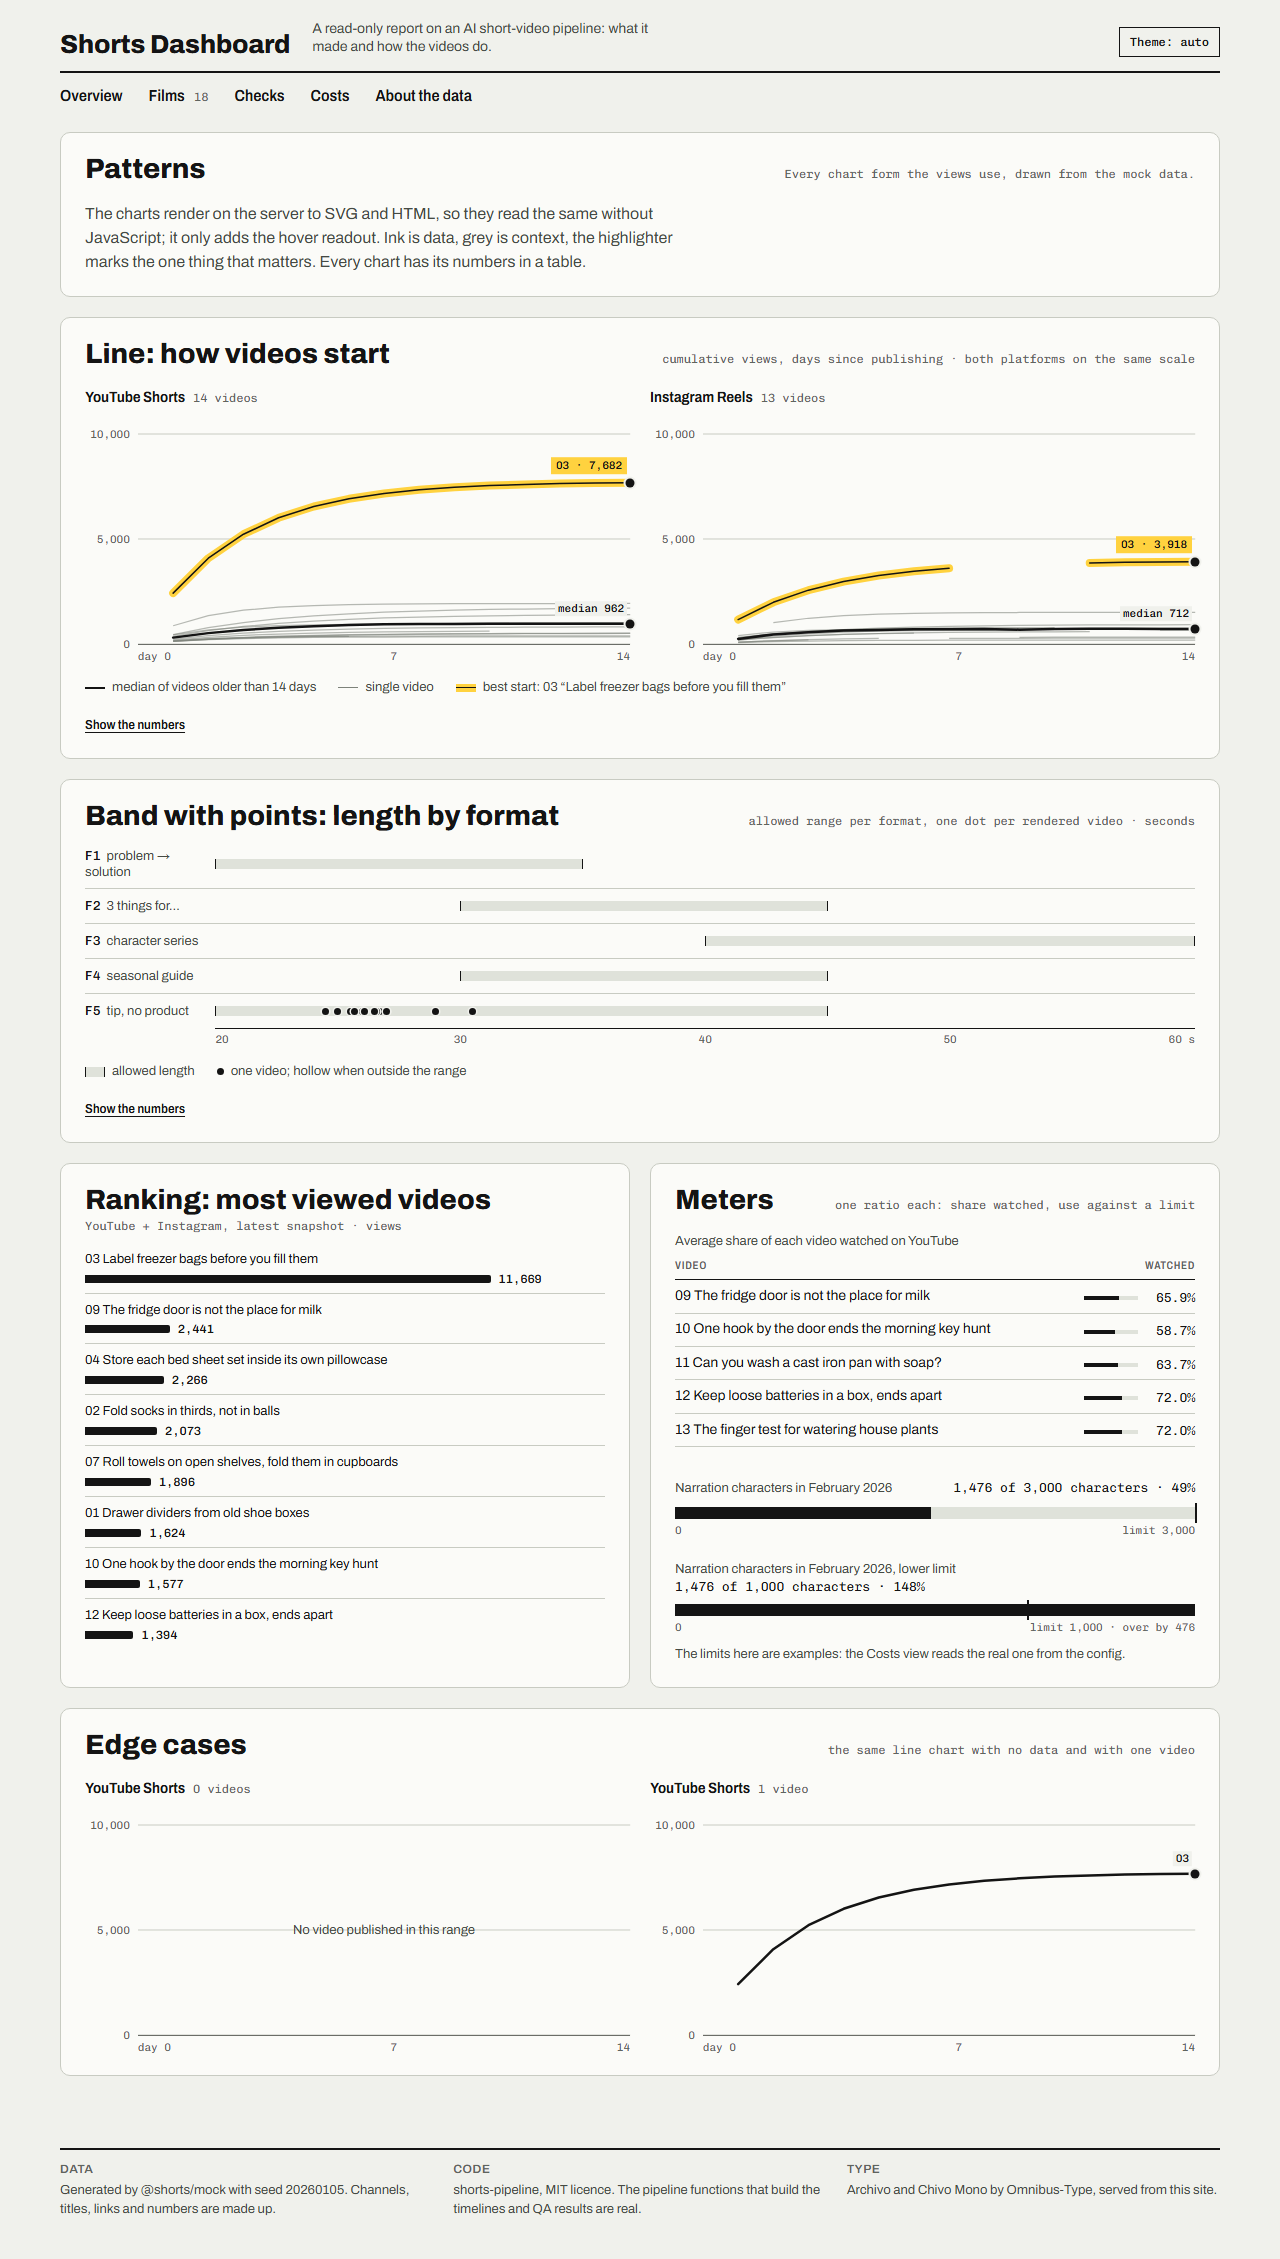 Shorts Dashboard
A read-only report on an AI short-video pipeline: what it
made and how the videos do.
Theme: auto
Overview
Films 18
Checks
Costs
About the data
Patterns
Every chart form the views use, drawn from the mock data.
The charts render on the server to SVG and HTML, so they read the same without
JavaScript; it only adds the hover readout. Ink is data, grey is context, the highlighter
marks the one thing that matters. Every chart has its numbers in a table.
Line: how videos start
cumulative views, days since publishing · both platforms on the same scale
YouTube Shorts 14 videos
10,000
03 · 7,682
5,000
median 962
0
day 0
7
14
Instagram Reels 13 videos
10,000
5,000
03 · 3,918
median 712
0
day 0
7
14
median of videos older than 14 days
single video
best start: 03 “Label freezer bags before you fill them”
Show the numbers
Band with points: length by format
allowed range per format, one dot per rendered video · seconds
F1 problem →
solution
F2 3 things for...
F3 character series
F4 seasonal guide
F5 tip, no product
20
30
40
50
60 s
allowed length
one video; hollow when outside the range
Show the numbers
Ranking: most viewed videos
YouTube + Instagram, latest snapshot · views
03 Label freezer bags before you fill them
11,669
09 The fridge door is not the place for milk
2,441
04 Store each bed sheet set inside its own pillowcase
2,266
02 Fold socks in thirds, not in balls
2,073
07 Roll towels on open shelves, fold them in cupboards
1,896
01 Drawer dividers from old shoe boxes
1,624
10 One hook by the door ends the morning key hunt
1,577
12 Keep loose batteries in a box, ends apart
1,394
Meters
one ratio each: share watched, use against a limit
Average share of each video watched on YouTube
VIDEO
WATCHED
09 The fridge door is not the place for milk 65.9%
10 One hook by the door ends the morning key hunt 58.7%
11 Can you wash a cast iron pan with soap? 63.7%
12 Keep loose batteries in a box, ends apart 72.0%
13 The finger test for watering house plants 72.0%
Narration characters in February 2026
1,476 of 3,000 characters · 49%
0
limit 3,000
Narration characters in February 2026, lower limit
1,476 of 1,000 characters · 148%
0
limit 1,000 · over by 476
The limits here are examples: the Costs view reads the real one from the config.
Edge cases
the same line chart with no data and with one video
YouTube Shorts 0 videos
10,000
5,000
No video published in this range
0
day 0
7
14
YouTube Shorts 1 video
10,000
03
5,000
0
day 0
7
14
DATA
Generated by @shorts/mock with seed 20260105. Channels,
titles, links and numbers are made up.
CODE
shorts-pipeline, MIT licence. The pipeline functions that build the
timelines and QA results are real.
TYPE
Archivo and Chivo Mono by Omnibus-Type, served from this site.